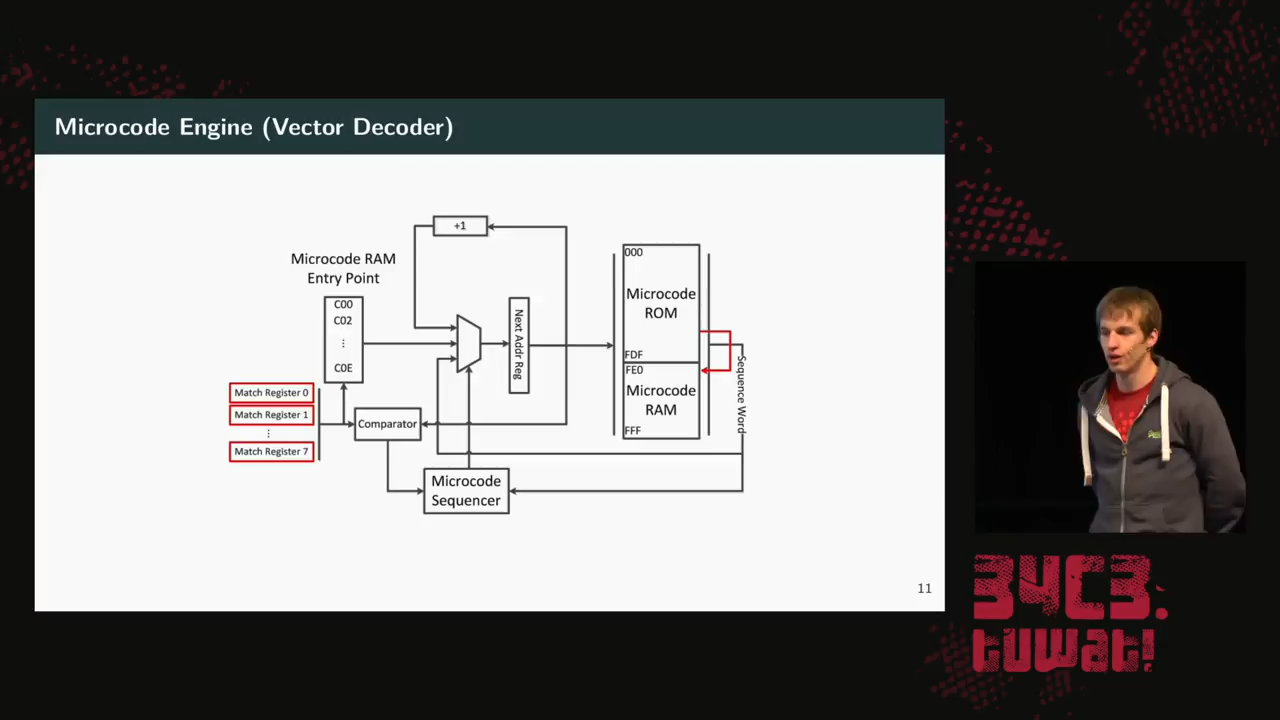 Microcode Engine (Vector Decoder)
+1
Microcode RAM
Entry Point
C00
C02
⋮
C0E
Next Addr Reg
000
Microcode
ROM
FDF
FE0
Microcode
RAM
FFF
Sequence Word
Match Register 0
Match Register 1
⋮
Match Register 7
Comparator
Microcode
Sequencer
11
34C3.
tuwat!